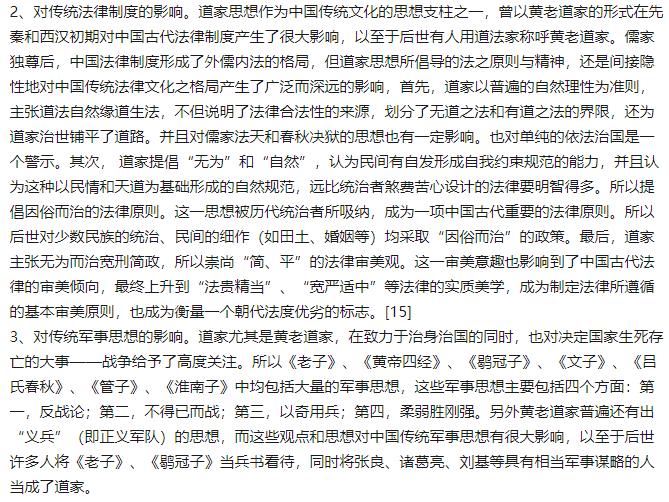 2、对传统法律制度的影响。道家思想作为中国传统文化的思想支柱之一，曾以黄老道家的形式在先
秦和西汉初期对中国古代法律制度产生了很大影响，以至于后世有人用道法家称呼黄老道家。儒家
独尊后，中国法律制度形成了外儒内法的格局，但道家思想所倡导的法之原则与精神，还是间接隐
性地对中国传统法律文化之格局产生了广泛而深远的影响，首先，道家以普遍的自然理性为准则，
主张道法自然缘道生法，不但说明了法律合法性的来源，划分了无道之法和有道之法的界限，还为
道家治世铺平了道路。并且对儒家法天和春秋决狱的思想也有一定影响。也对单纯的依法治国是一
个警示。其次， 道家提倡“无为”和“自然”，认为民间有自发形成自我约束规范的能力，并且认
为这种以民情和天道为基础形成的自然规范，远比统治者煞费苦心设计的法律要明智得多。所以提
倡因俗而治的法律原则。这一思想被历代统治者所吸纳，成为一项中国古代重要的法律原则。所以
后世对少数民族的统治、民间的细作（如田土、婚姻等）均采取“因俗而治”的政策。最后，道家
主张无为而治宽刑简政，所以崇尚“简、平”的法律审美观。这一审美意趣也影响到了中国古代法
律的审美倾向，最终上升到“法贵精当”、“宽严适中”等法律的实质美学，成为制定法律所遵循
的基本审美原则，也成为衡量一个朝代法度优劣的标志。[15]
3、对传统军事思想的影响。道家尤其是黄老道家，在致力于治身治国的同时，也对决定国家生死存
亡的大事——战争给予了高度关注。所以《老子》、《黄帝四经》、《鹖冠子》、《文子》、《吕
氏春秋》、《管子》、《淮南子》中均包括大量的军事思想，这些军事思想主要包括四个方面：第
一，反战论；第二，不得已而战；第三，以奇用兵；第四，柔弱胜刚强。另外黄老道家普遍还有出
“义兵”（即正义军队）的思想，而这些观点和思想对中国传统军事思想有很大影响，以至于后世
许多人将《老子》、《鹖冠子》当兵书看待，同时将张良、诸葛亮、刘基等具有相当军事谋略的人
当成了道家。